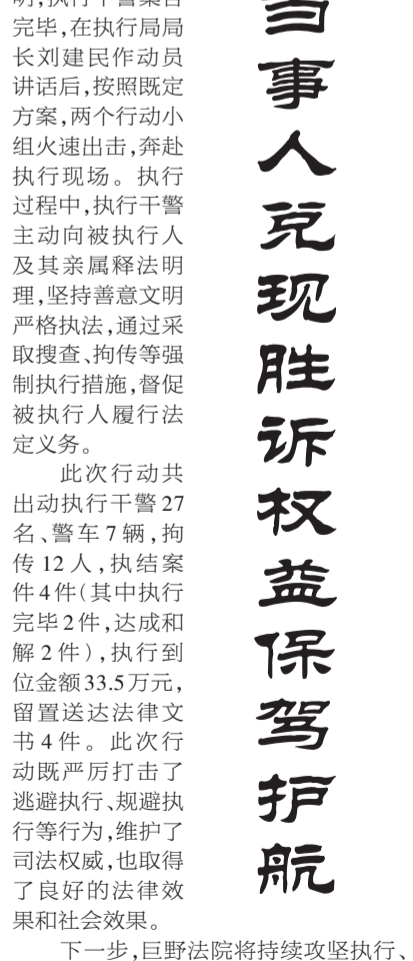 完毕,在执行局局
长刘建民作动员
讲话后,按照既定
方案,两个行动小
组火速出击,奔赴
执行现场。执行
过程中,执行干警
主动向被执行人
及其亲属释法明
理,坚持善意文明
严格执法,通过采
取搜查、拘传等强
制执行措施,督促
被执行人履行法
定义务。
此次行动共
出动执行干警27
名、警车7辆,拘
传12人,执结案
件4件(其中执行
完毕2件,达成和
解2件),执行到
位金额33.5万元,
留置送达法律文
书4件。此次行
动既严厉打击了
逃避执行、规避执
行等行为,维护了
司法权威,也取得
了良好的法律效
果和社会效果。
下一步,巨野法院将持续攻坚执行、
当事人兑现胜诉权益保驾护航